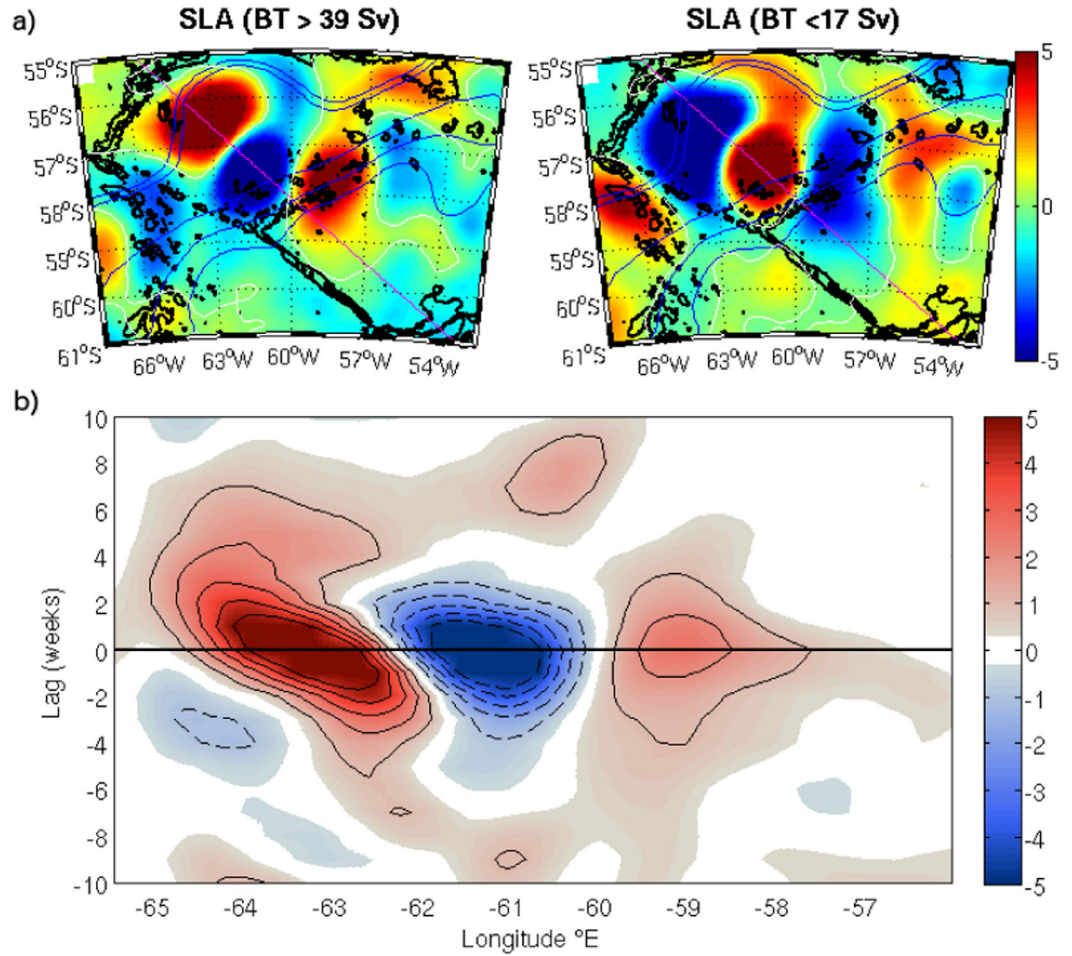 a)
SLA (BT > 39 Sv)
SLA (BT <17 Sv)
55°S
56°S
57°S
58°S
59°S
60°S
61°S
66°W
63°W
60°W
57°W
54°W
55°S
56°S
57°S
58°S
59°S
60°S
61°S
66°W
63°W
60°W
57°W
54°W
5
0
-5
b)
Lag (weeks)
10
8
6
4
2
0
-2
-4
-6
-8
-10
-65
-64
-63
-62
-61
-60
-59
-58
-57
Longitude ºE
5
4
3
2
1
0
-1
-2
-3
-4
-5